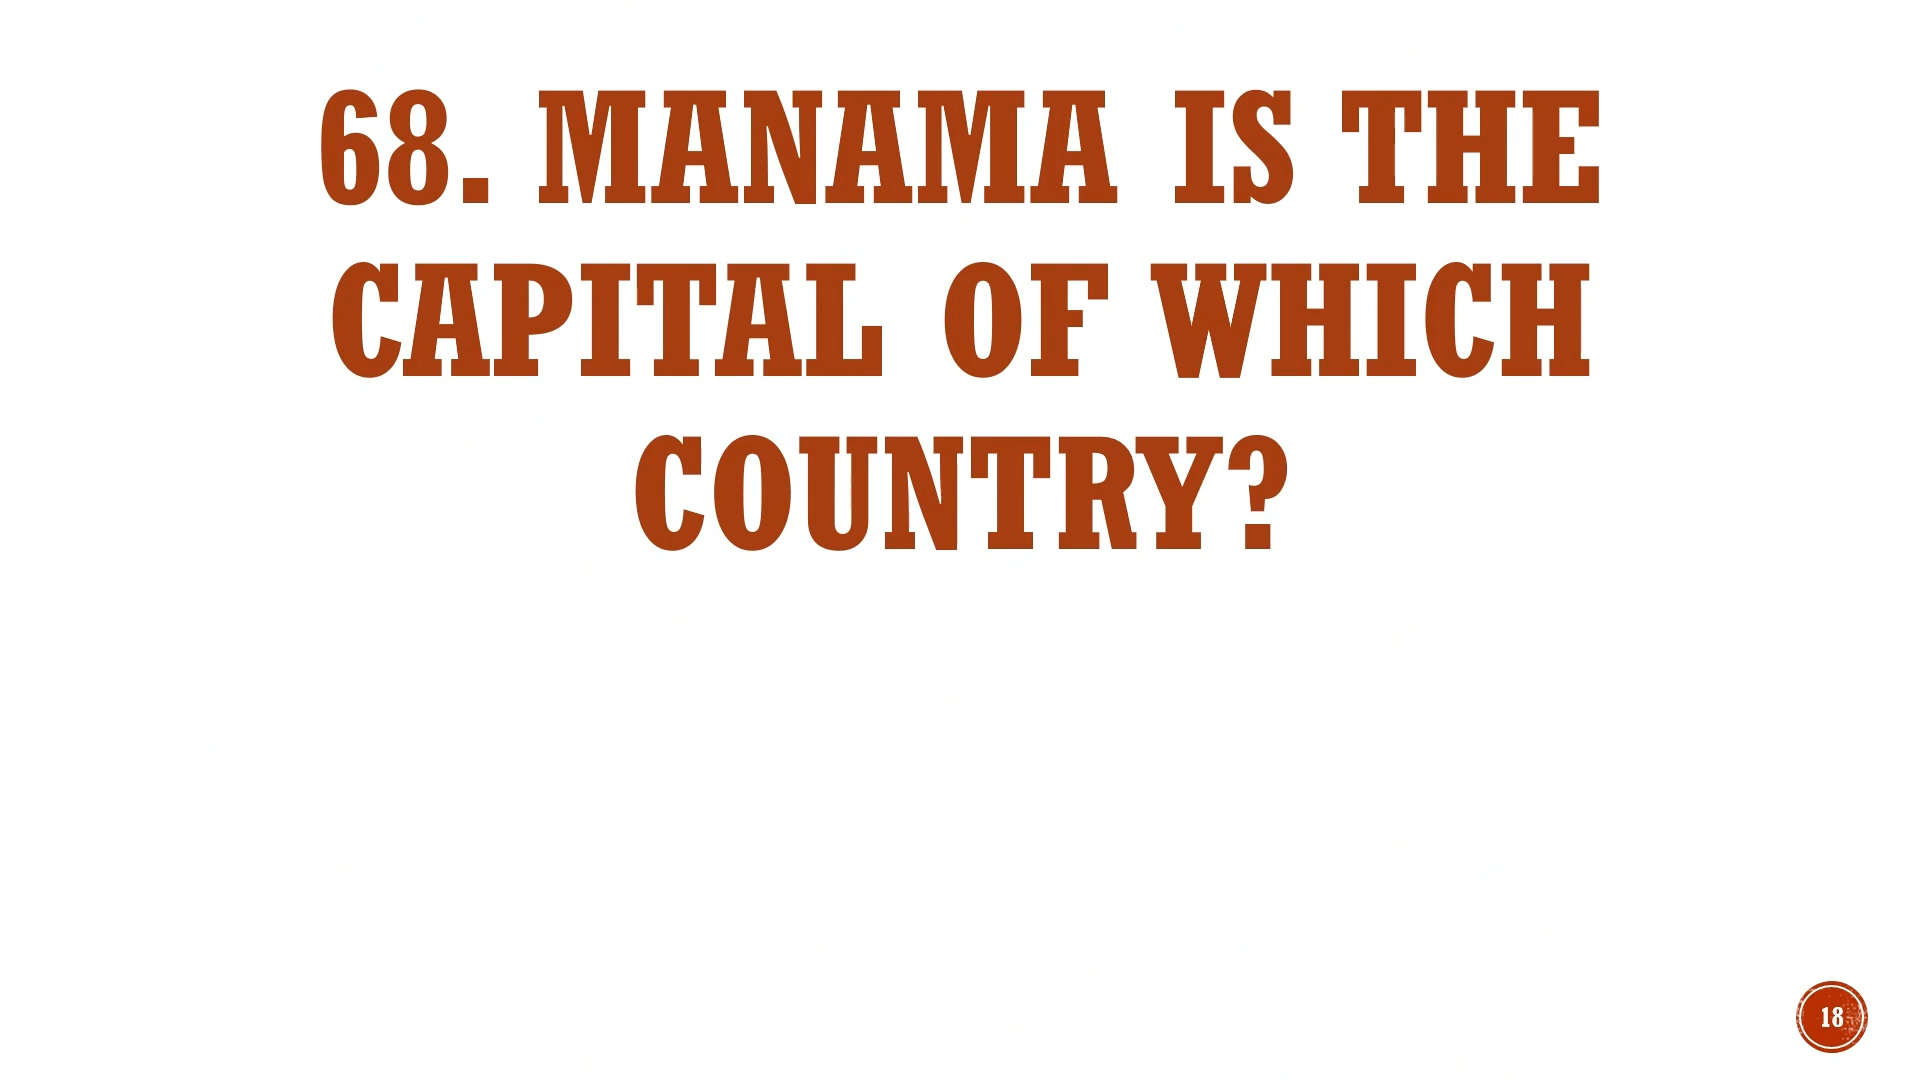 68. MANAMA IS THE
CAPITAL OF WHICH
COUNTRY?
18